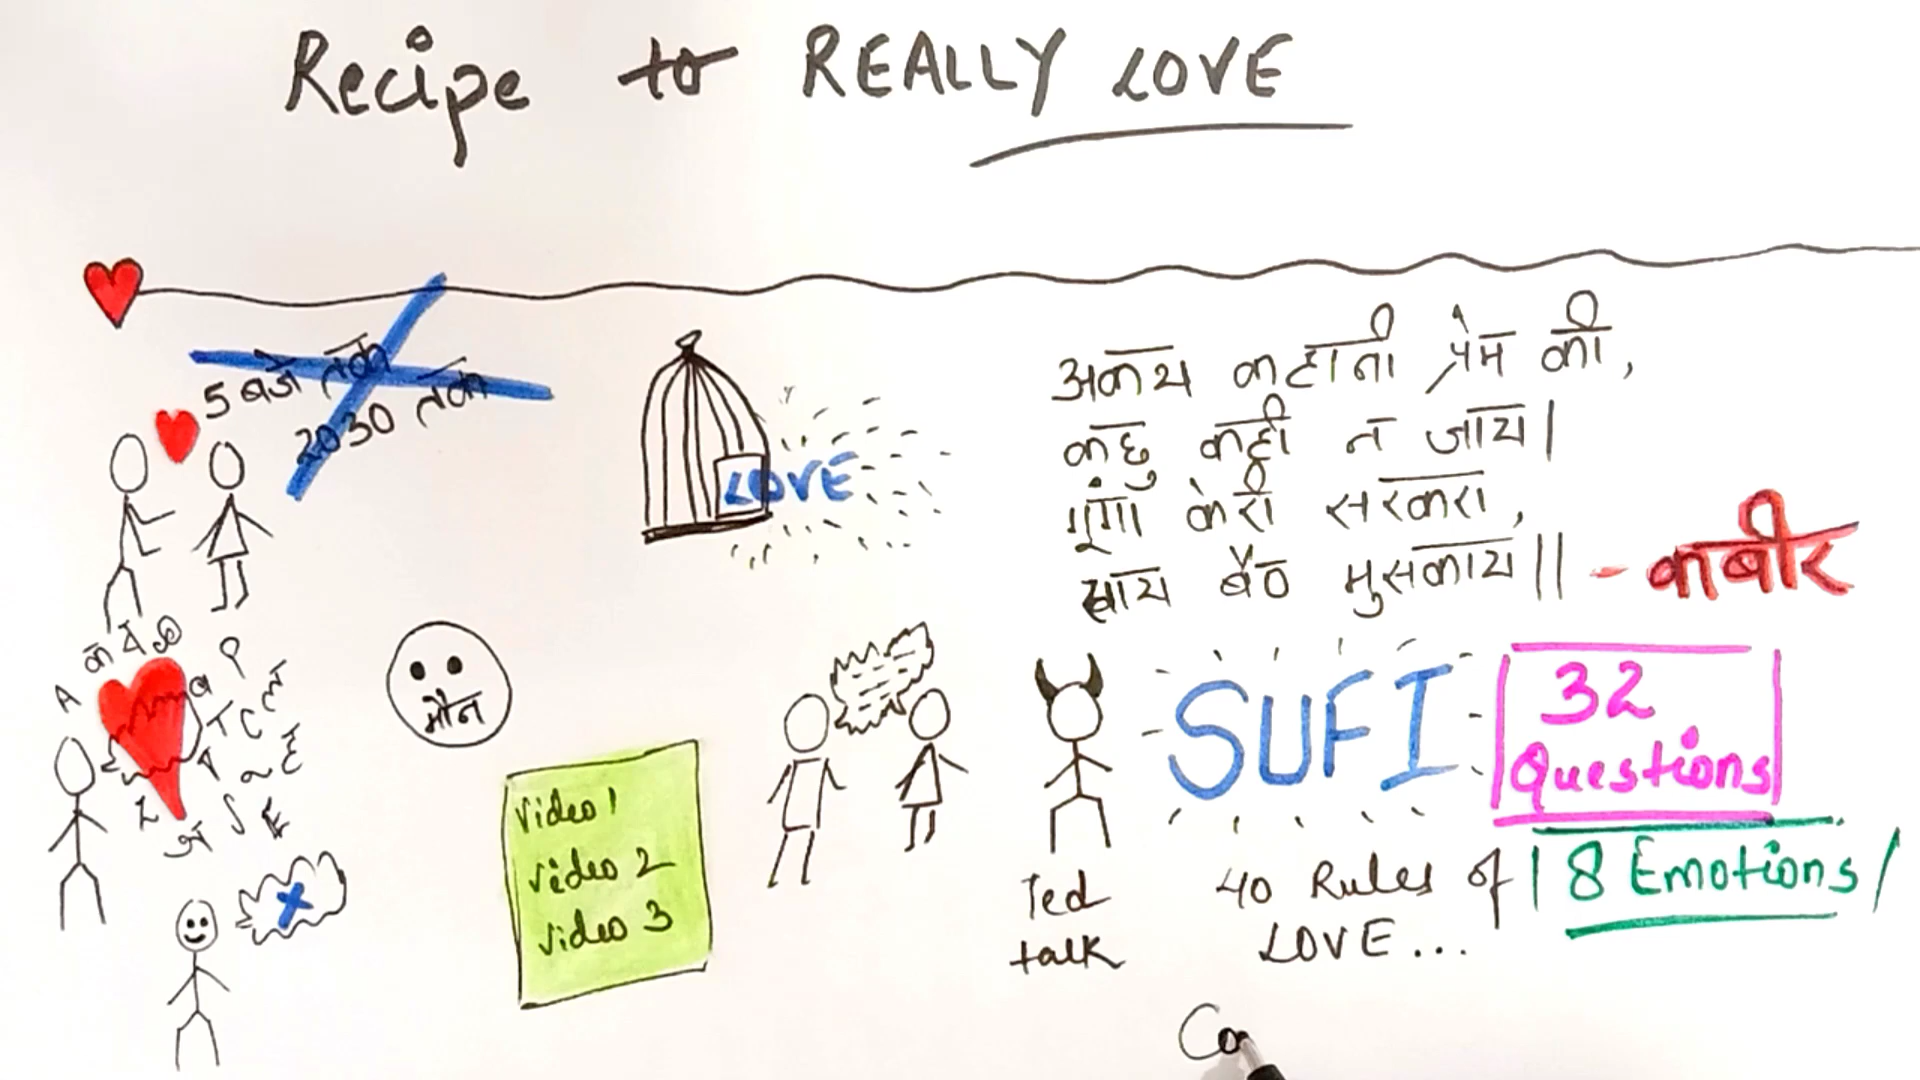 Recipe to REALLY LOVE
5 बजे तक
2030 तक
LOVE
अकथ कहानी प्रेम की,
कछु कही न जाय।
गूंगा केरी सरकरा,
खाय बैठ मुसकाय॥ - कबीर
मौन
Video 1
Video 2
Video 3
SUFI
32
Questions
Ted
talk
40 Rules of
LOVE...
8 Emotions
Co